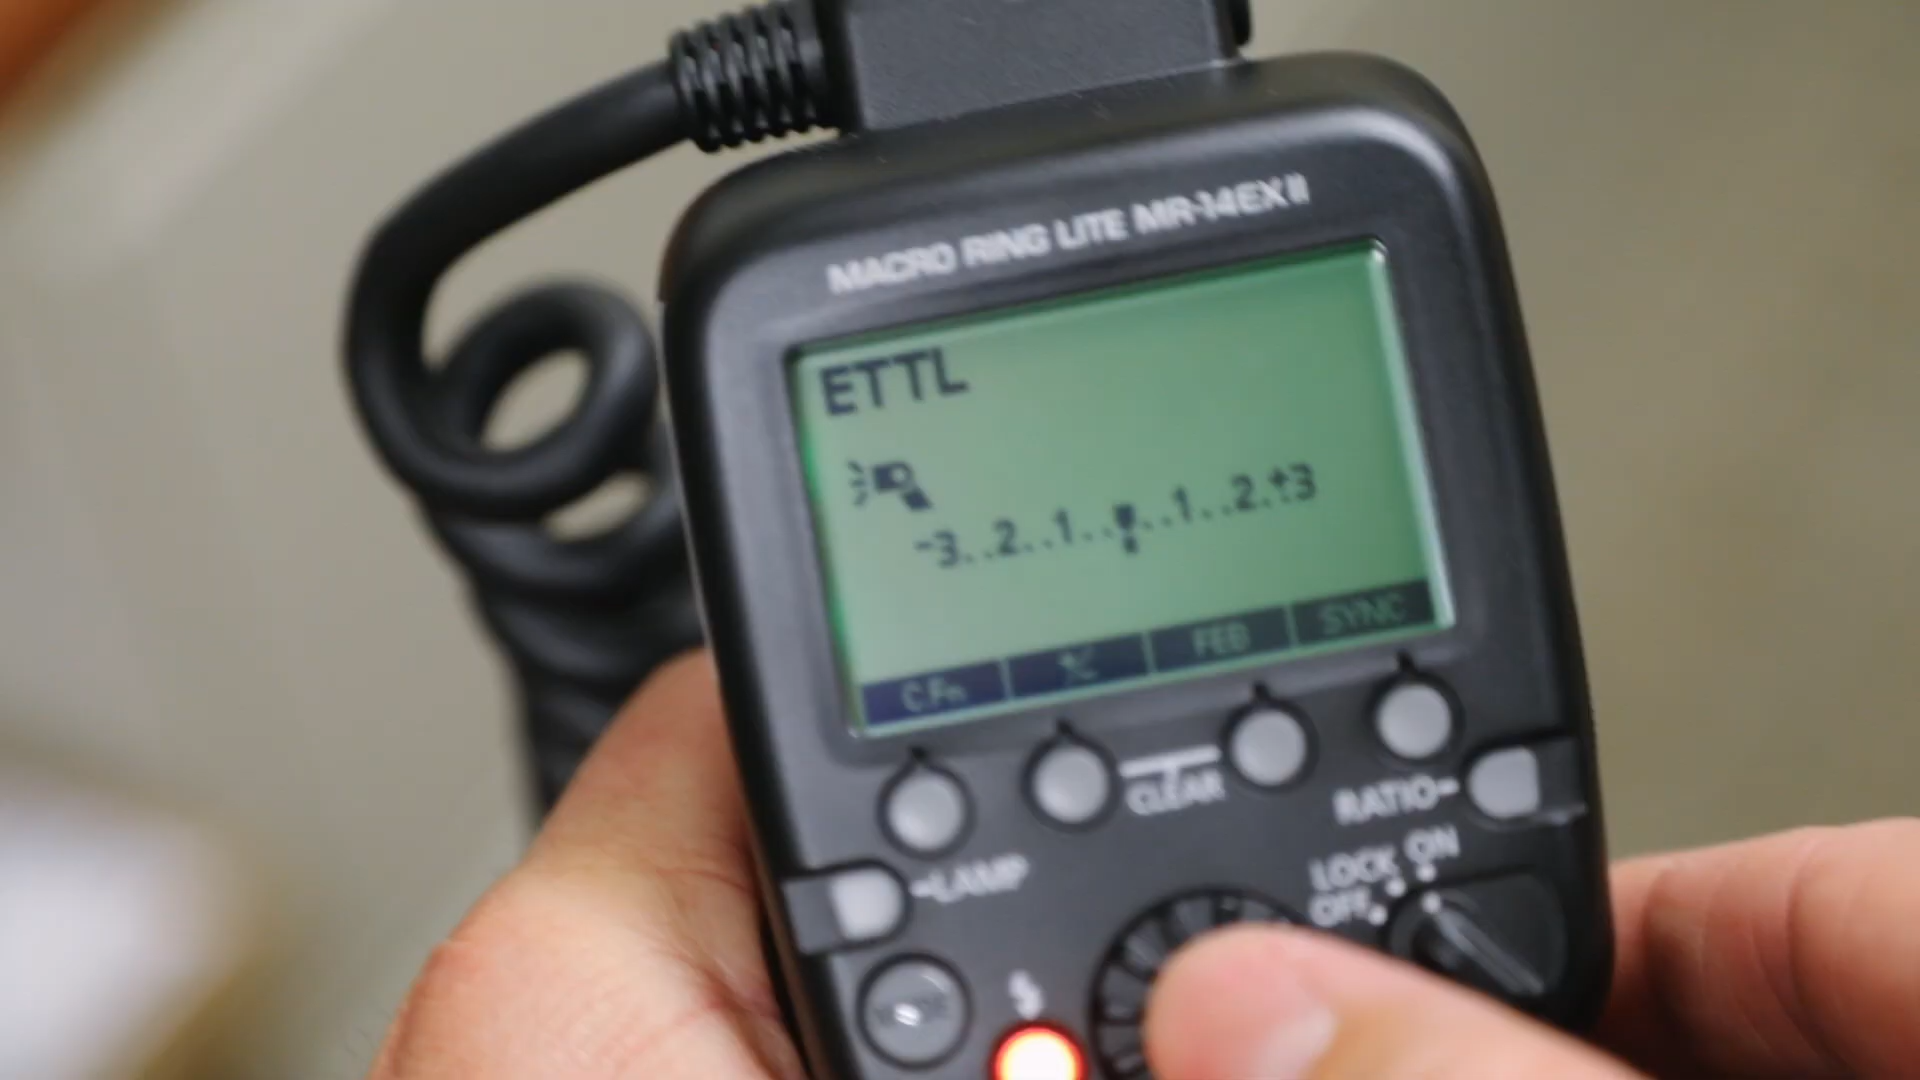 MACRO RING LITE MR-14EX II
ETTL
-3..2..1..▼..1..2.+3
C.Fn +/- FEB SYNC
CLEAR
RATIO
LAMP
LOCK ON
OFF